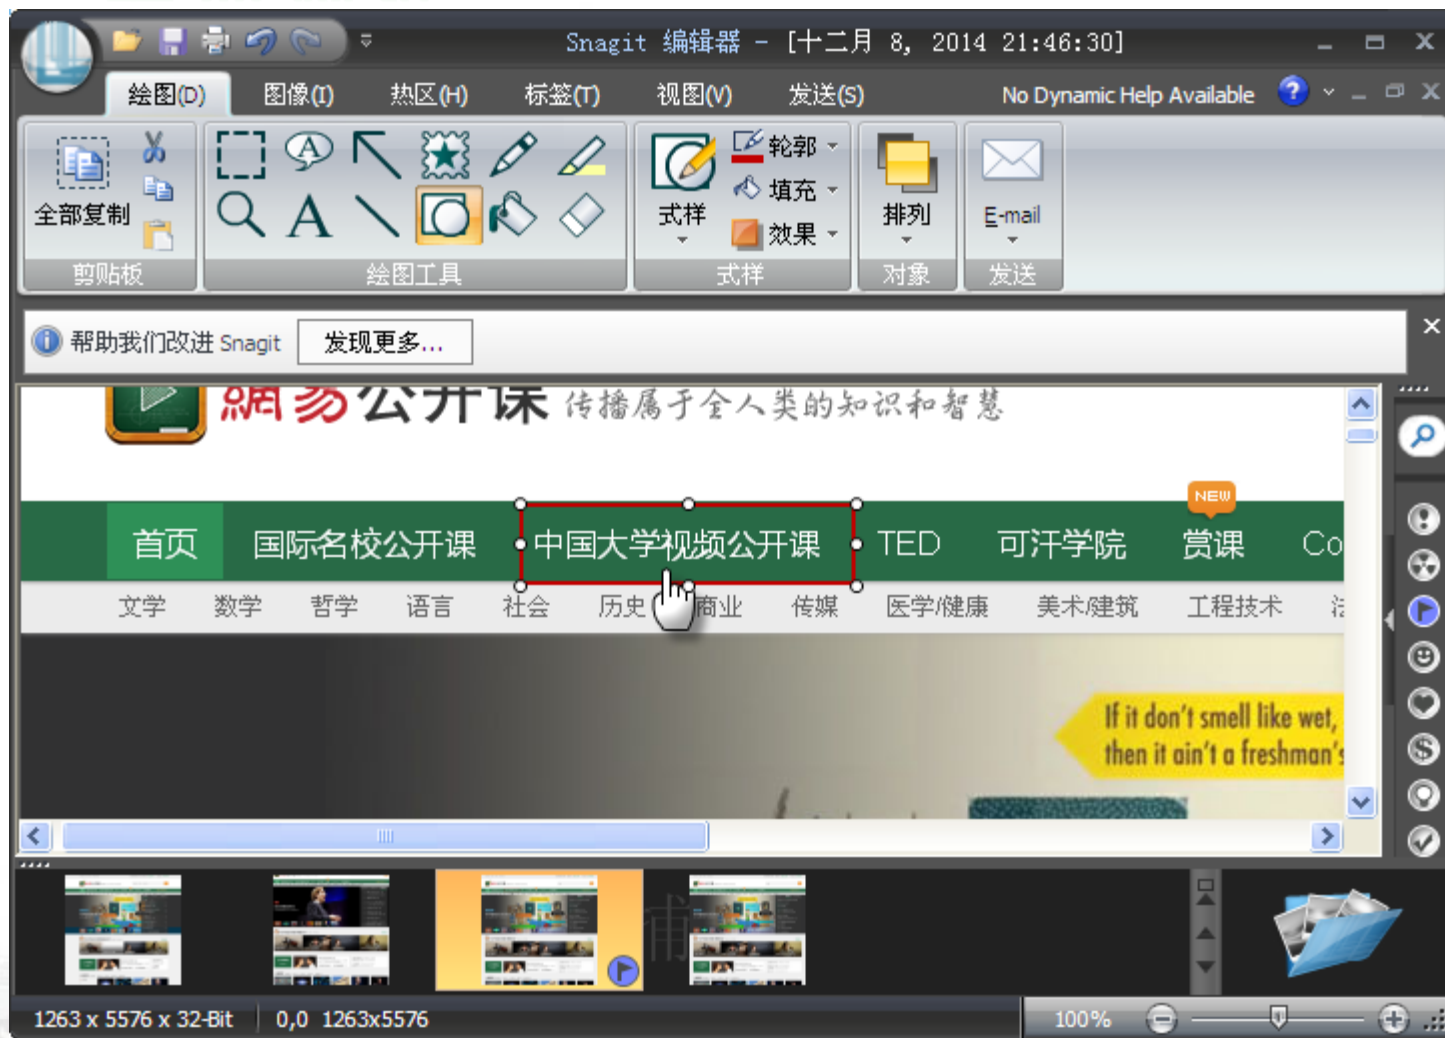 Snagit 编辑器 - [十二月 8, 2014 21:46:30]
绘图(D) 图像(I) 热区(H) 标签(T) 视图(V) 发送(S) No Dynamic Help Available
全部复制
剪贴板
绘图工具
式样
轮廓
填充
效果
式样
排列
对象
E-mail
发送
帮助我们改进 Snagit 发现更多...
網易公开课 传播属于全人类的知识和智慧
NEW
首页 国际名校公开课 中国大学视频公开课 TED 可汗学院 赏课 Co
文学 数学 哲学 语言 社会 历史 商业 传媒 医学/健康 美术/建筑 工程技术
If it don't smell like wet,
then it ain't a freshman's
1263 x 5576 x 32-Bit 0,0 1263x5576 100%